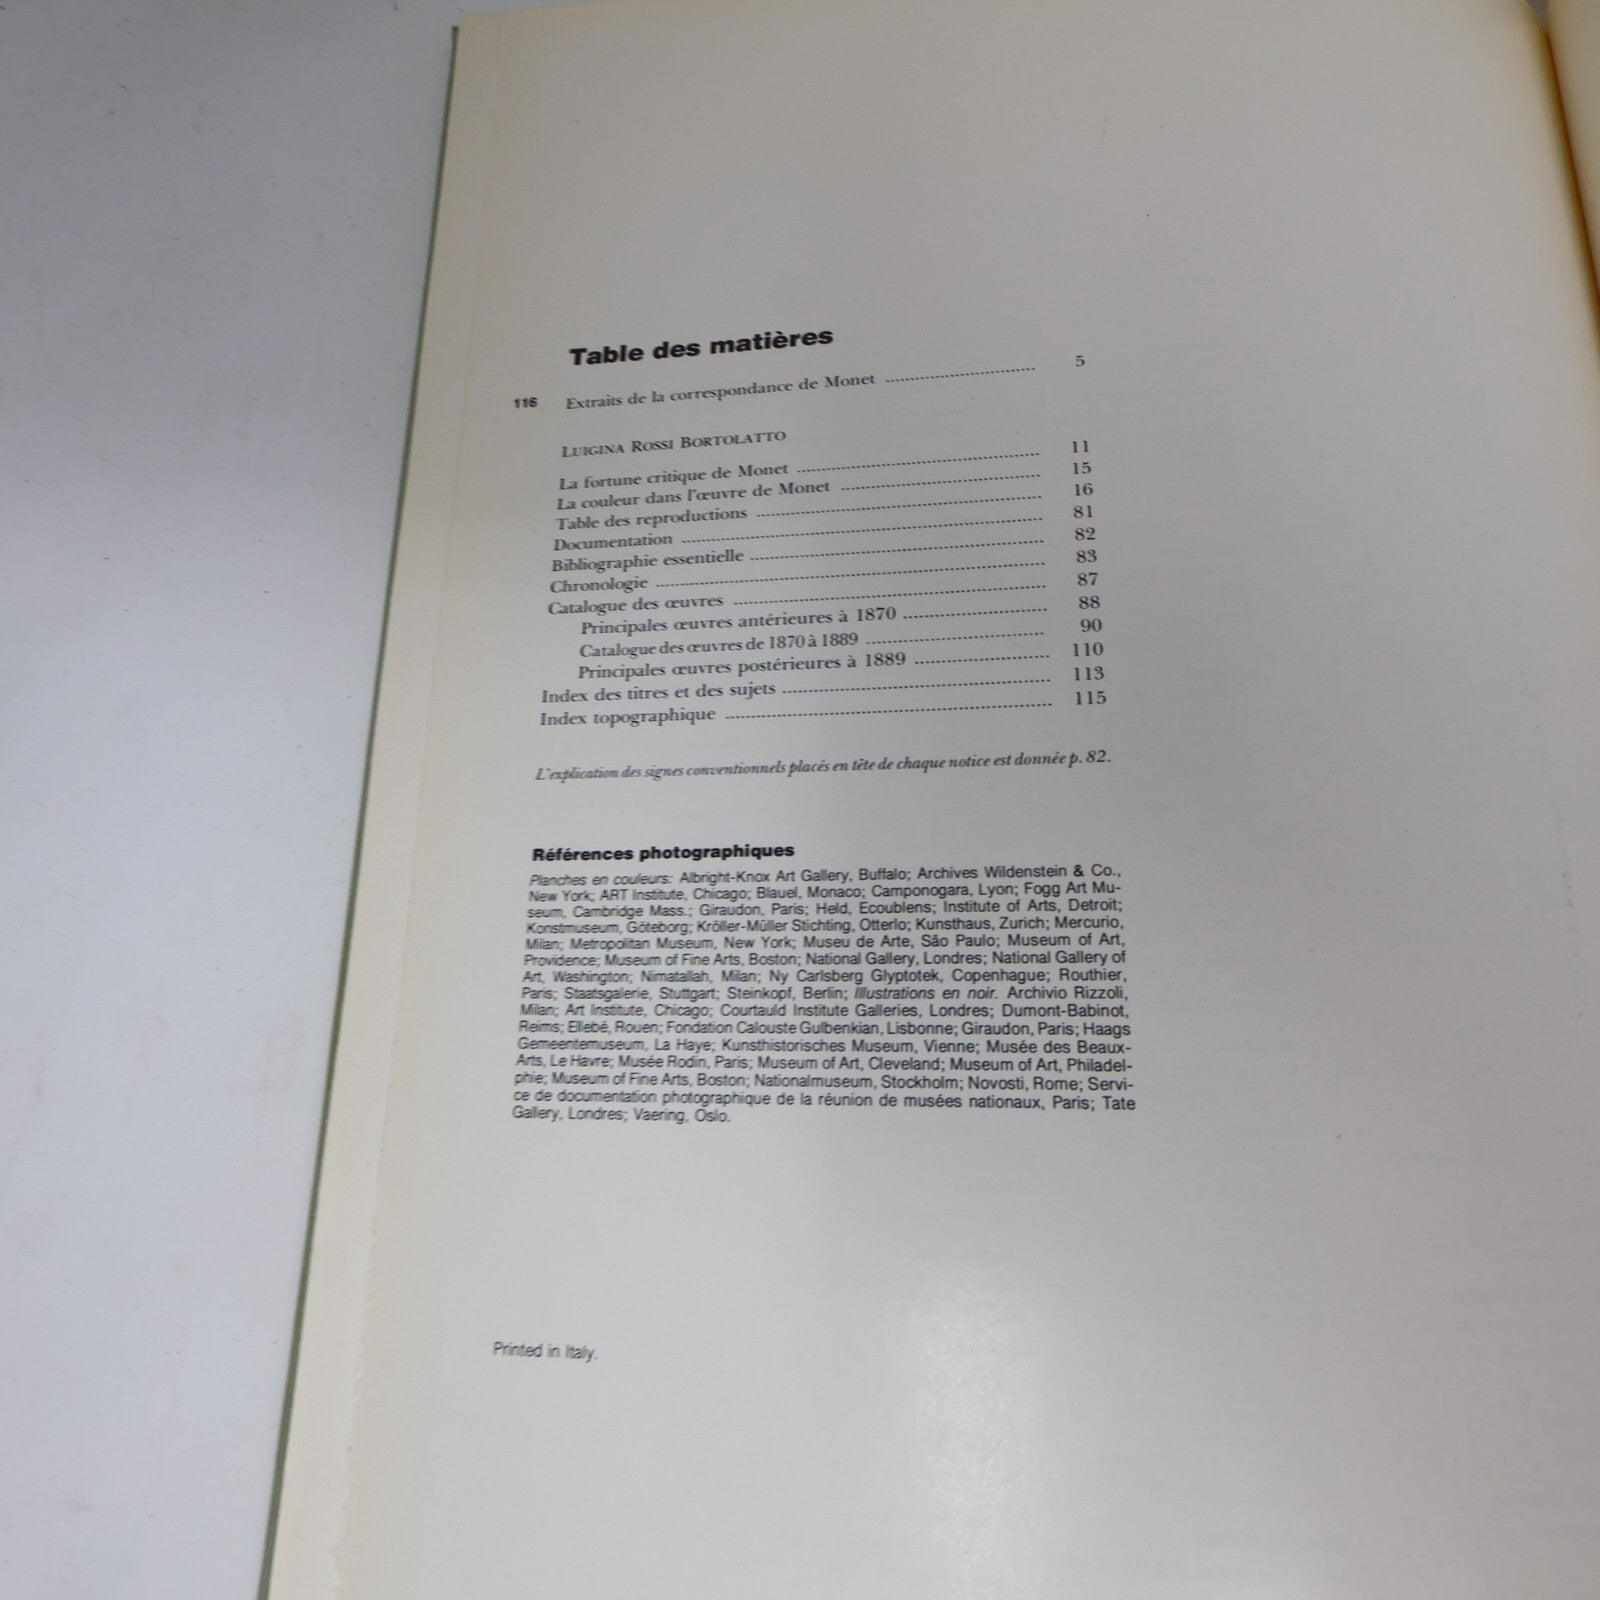 Table des matières
116 Extraits de la correspondance de Monet 5
LUIGINA ROSSI BORTOLATTO
La fortune critique de Monet 11
La couleur dans l'œuvre de Monet 15
Table des reproductions 16
Documentation 81
Bibliographie essentielle 82
Chronologie 83
Catalogue des œuvres 87
Principales œuvres antérieures à 1870 88
Catalogue des œuvres de 1870 à 1889 90
Principales œuvres postérieures à 1889 110
Index des titres et des sujets 113
Index topographique 115
L'explication des signes conventionnels placés en tête de chaque notice est donnée p. 82.
Références photographiques
Planches en couleurs: Albright-Knox Art Gallery, Buffalo; Archives Wildenstein & Co.,
New York; ART Institute, Chicago; Blauel, Monaco; Camponogara, Lyon; Fogg Art Mu-
seum, Cambridge Mass.; Giraudon, Paris; Held, Ecoublens; Institute of Arts, Detroit;
Konstmuseum, Göteborg; Kröller-Müller Stichting, Otterlo; Kunsthaus, Zurich; Mercurio,
Milan; Metropolitan Museum, New York; Museu de Arte, São Paulo; Museum of Art,
Providence; Museum of Fine Arts, Boston; National Gallery, Londres; National Gallery of
Art, Washington; Nimatallah, Milan; Ny Carlsberg Glyptotek, Copenhague; Routhier,
Paris; Staatsgalerie, Stuttgart; Steinkopf, Berlin; Illustrations en noir. Archivio Rizzoli,
Milan; Art Institute, Chicago; Courtauld Institute Galleries, Londres; Dumont-Babinot,
Reims; Ellebé, Rouen; Fondation Calouste Gulbenkian, Lisbonne; Giraudon, Paris; Haags
Gemeentemuseum, La Haye; Kunsthistorisches Museum, Vienne; Musée des Beaux-
Arts, Le Havre; Musée Rodin, Paris; Museum of Art, Cleveland; Museum of Art, Philadel-
phie; Museum of Fine Arts, Boston; Nationalmuseum, Stockholm; Novosti, Rome; Servi-
ce de documentation photographique de la réunion de musées nationaux, Paris; Tate
Gallery, Londres; Vaering, Oslo.
Printed in Italy.